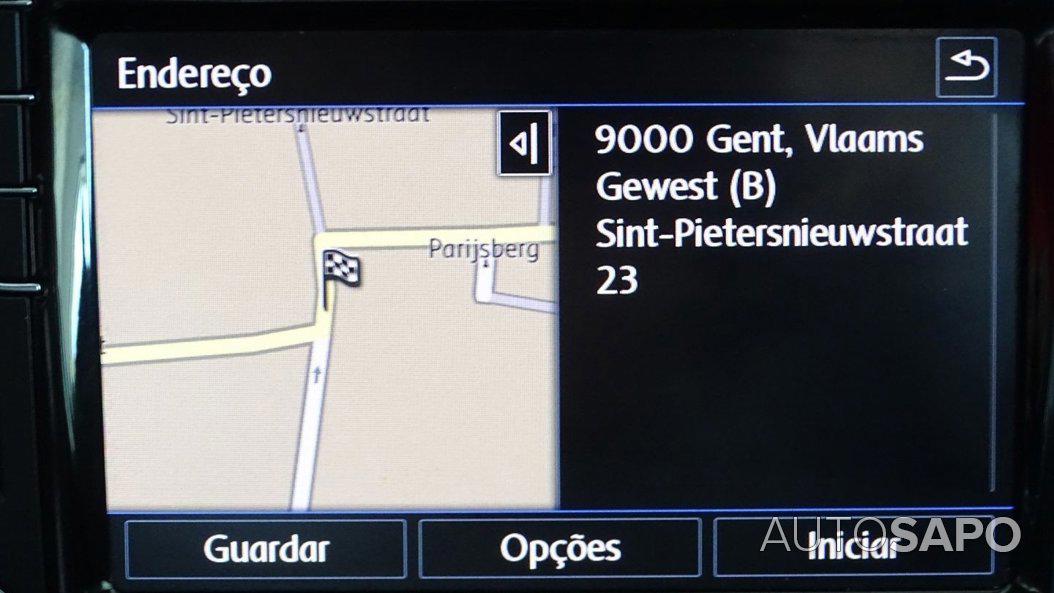 Endereço
Sint-Pietersnieuwstraat
Parijsberg
t
9000 Gent, Vlaams
Gewest (B)
Sint-Pietersnieuwstraat
23
Guardar
Opções
Iniciar
AUTOSAPO